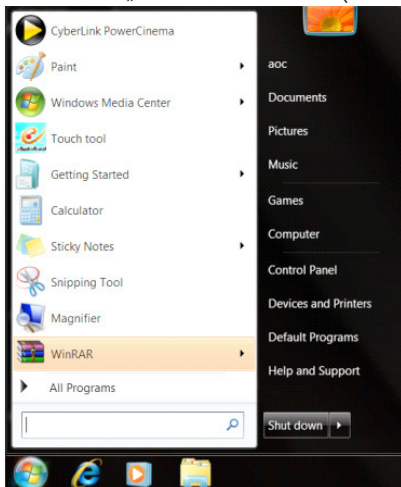 CyberLink PowerCinema
Paint
Windows Media Center
Touch tool
Getting Started
Calculator
Sticky Notes
Snipping Tool
Magnifier
WinRAR
All Programs
aoc
Documents
Pictures
Music
Games
Computer
Control Panel
Devices and Printers
Default Programs
Help and Support
Shut down